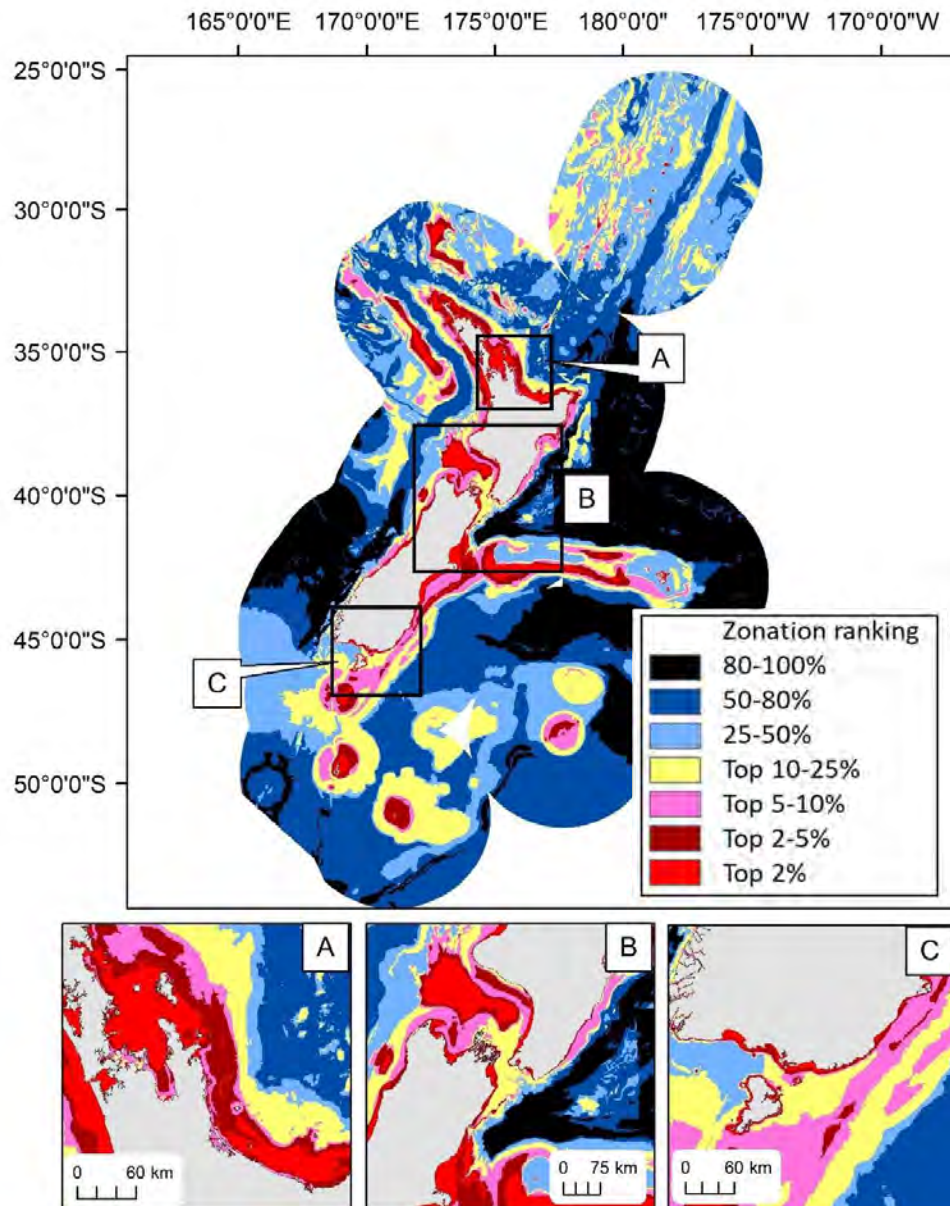 165°0'0"E 170°0'0"E 175°0'0"E 180°0'0" 175°0'0"W 170°0'0"W
25°0'0"S
30°0'0"S
35°0'0"S
A
40°0'0"S
B
45°0'0"S
C
50°0'0"S
Zonation ranking
80-100%
50-80%
25-50%
Top 10-25%
Top 5-10%
Top 2-5%
Top 2%
A
0 60 km
B
0 75 km
C
0 60 km